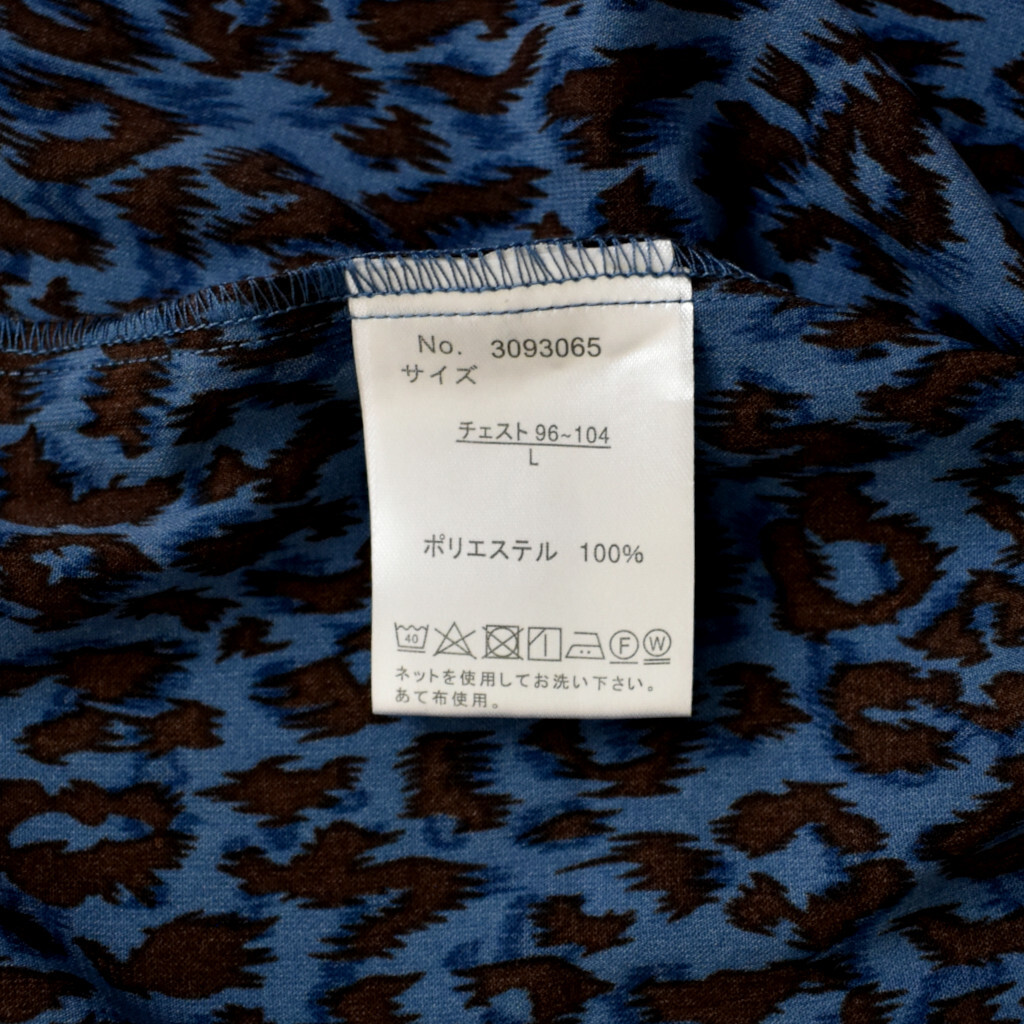 No. 3093065
サイズ
チェスト 96~104
L
ポリエステル 100%
40 F W
ネットを使用してお洗い下さい。
あて布使用。